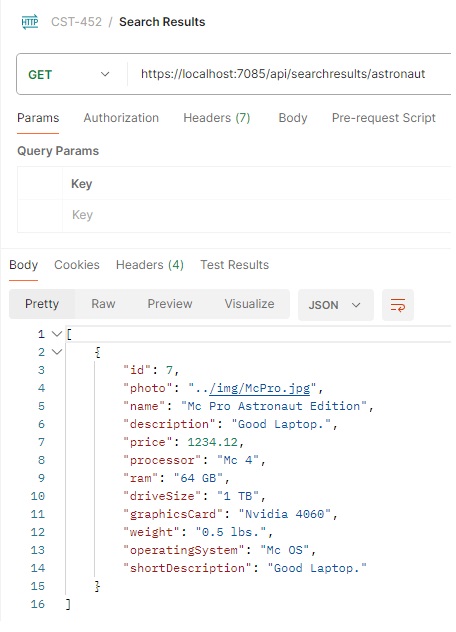 HTTP CST-452 / Search Results
GET https://localhost:7085/api/searchresults/astronaut
Params Authorization Headers (7) Body Pre-request Script
Query Params
Key
Key
Body Cookies Headers (4) Test Results
Pretty Raw Preview Visualize JSON
1 [
2 {
3 "id": 7,
4 "photo": "../img/McPro.jpg",
5 "name": "Mc Pro Astronaut Edition",
6 "description": "Good Laptop.",
7 "price": 1234.12,
8 "processor": "Mc 4",
9 "ram": "64 GB",
10 "driveSize": "1 TB",
11 "graphicsCard": "Nvidia 4060",
12 "weight": "0.5 lbs.",
13 "operatingSystem": "Mc OS",
14 "shortDescription": "Good Laptop."
15 }
16 ]